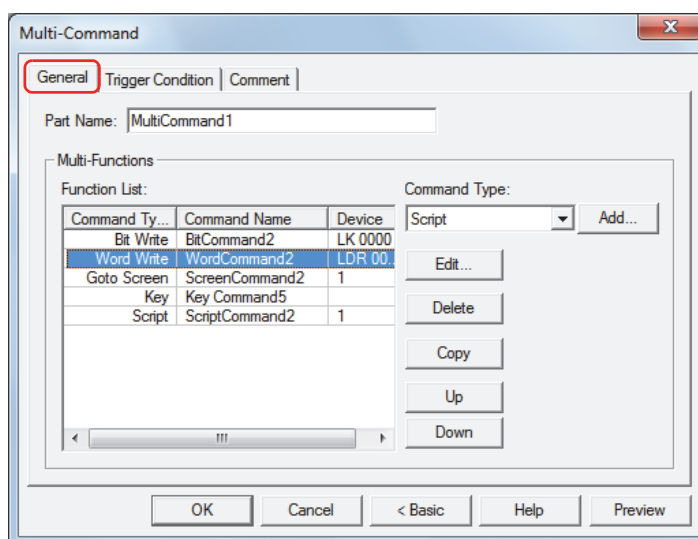 Multi-Command
General Trigger Condition Comment
Part Name: MultiCommand1
Multi-Functions
Function List:
Command Type:
Command Ty... Command Name Device
Script
Add...
Bit Write BitCommand2 LK 0000
Word Write WordCommand2 LDR 00..
Goto Screen ScreenCommand2 1
Key Key Command5
Script ScriptCommand2 1
Edit...
Delete
Copy
Up
Down
OK Cancel < Basic Help Preview